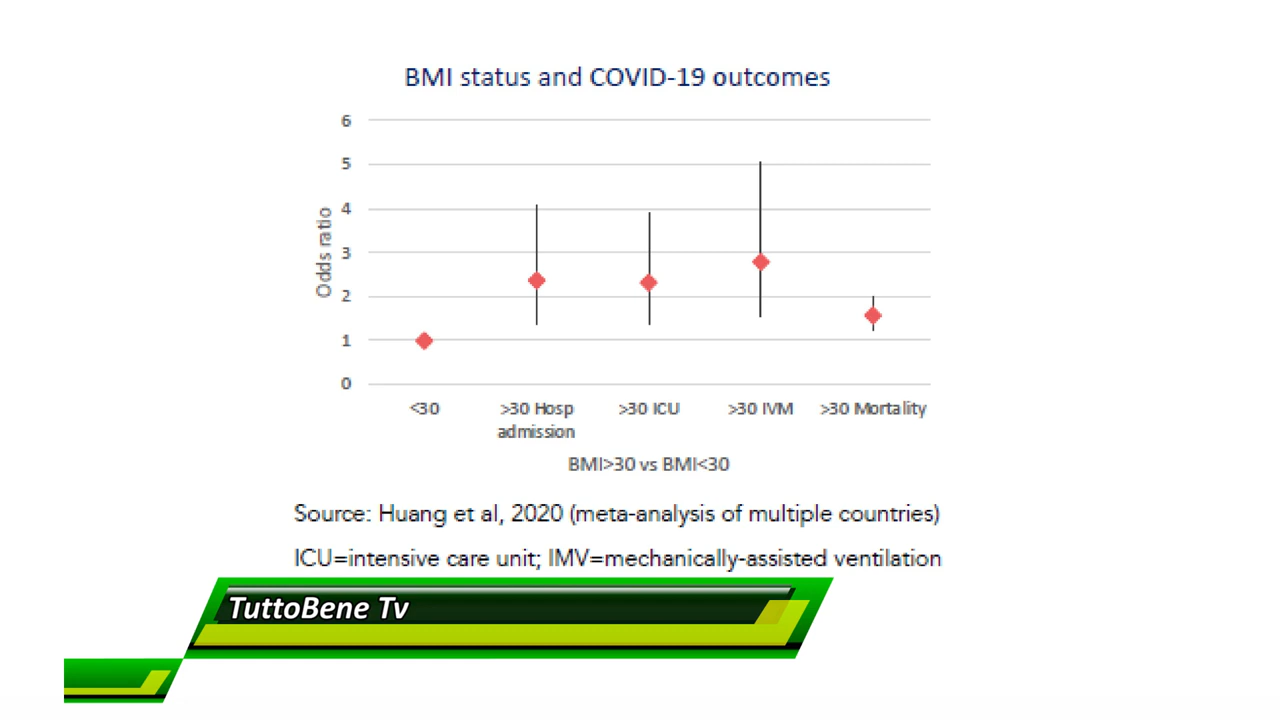 BMI status and COVID-19 outcomes
6
5
4
3
2
1
0
Odds ratio
<30
>30 Hosp admission
>30 ICU
>30 IVM
>30 Mortality
BMI>30 vs BMI<30
Source: Huang et al, 2020 (meta-analysis of multiple countries)
ICU=intensive care unit; IMV=mechanically-assisted ventilation
TuttoBene Tv